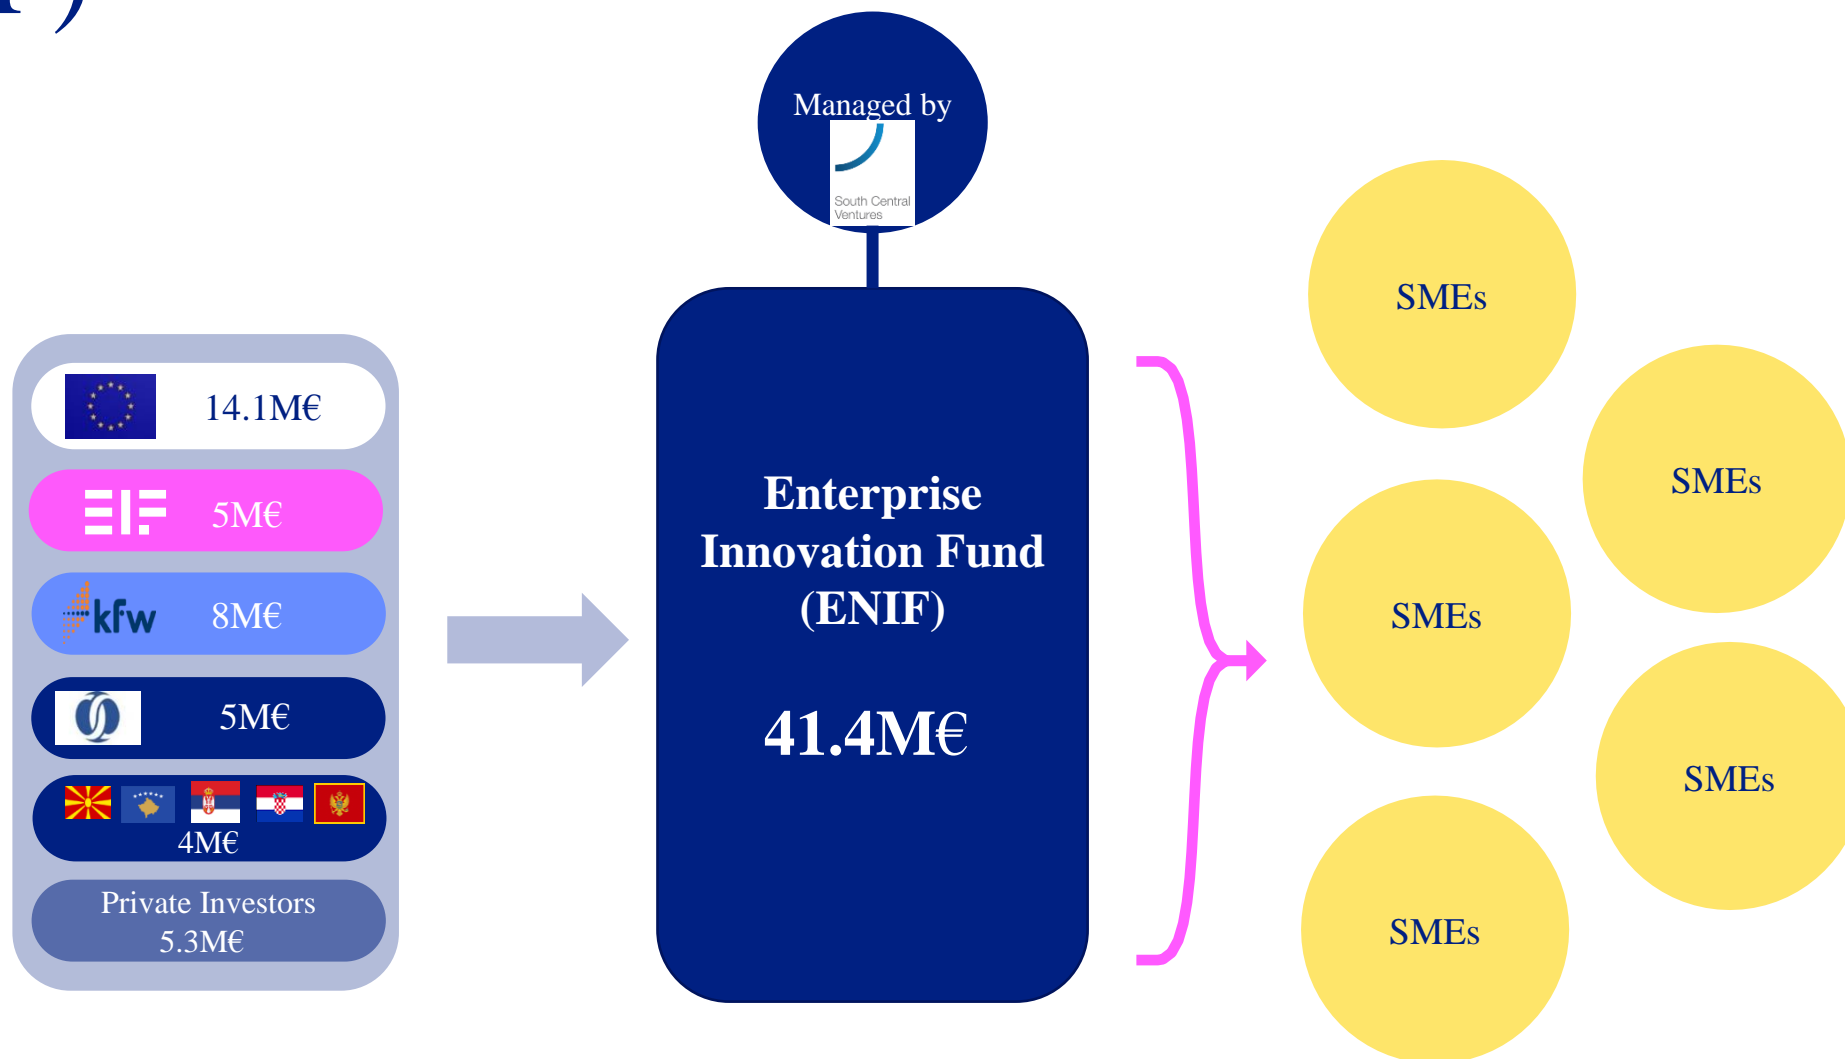 Managed by
South Central
Ventures
14.1M€
EIF
5M€
kfw
8M€
5M€
4M€
Private Investors
5.3M€
Enterprise
Innovation Fund
(ENIF)
41.4M€
SMEs
SMEs
SMEs
SMEs
SMEs